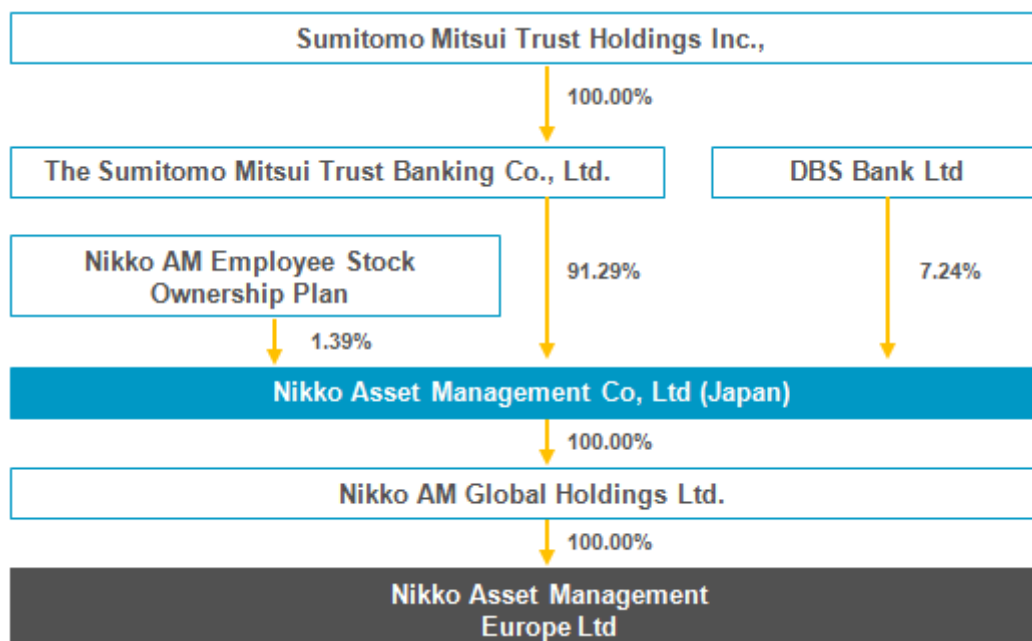 Sumitomo Mitsui Trust Holdings Inc.,
100.00%
The Sumitomo Mitsui Trust Banking Co., Ltd.
DBS Bank Ltd
Nikko AM Employee Stock
Ownership Plan
91.29%
7.24%
1.39%
Nikko Asset Management Co, Ltd (Japan)
100.00%
Nikko AM Global Holdings Ltd.
100.00%
Nikko Asset Management
Europe Ltd